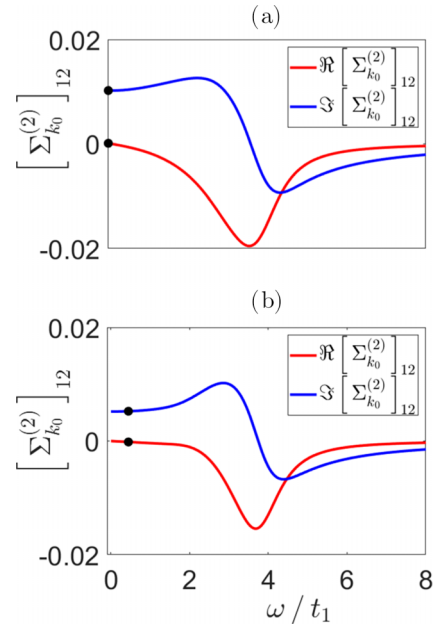 (a)
0.02
0
-0.02
[Σ_{k_0}^{(2)}]_{12}
ℜ [Σ_{k_0}^{(2)}]_{12}
ℑ [Σ_{k_0}^{(2)}]_{12}
(b)
0.02
0
-0.02
[Σ_{k_0}^{(2)}]_{12}
ℜ [Σ_{k_0}^{(2)}]_{12}
ℑ [Σ_{k_0}^{(2)}]_{12}
0 2 4 6 8
ω / t_1